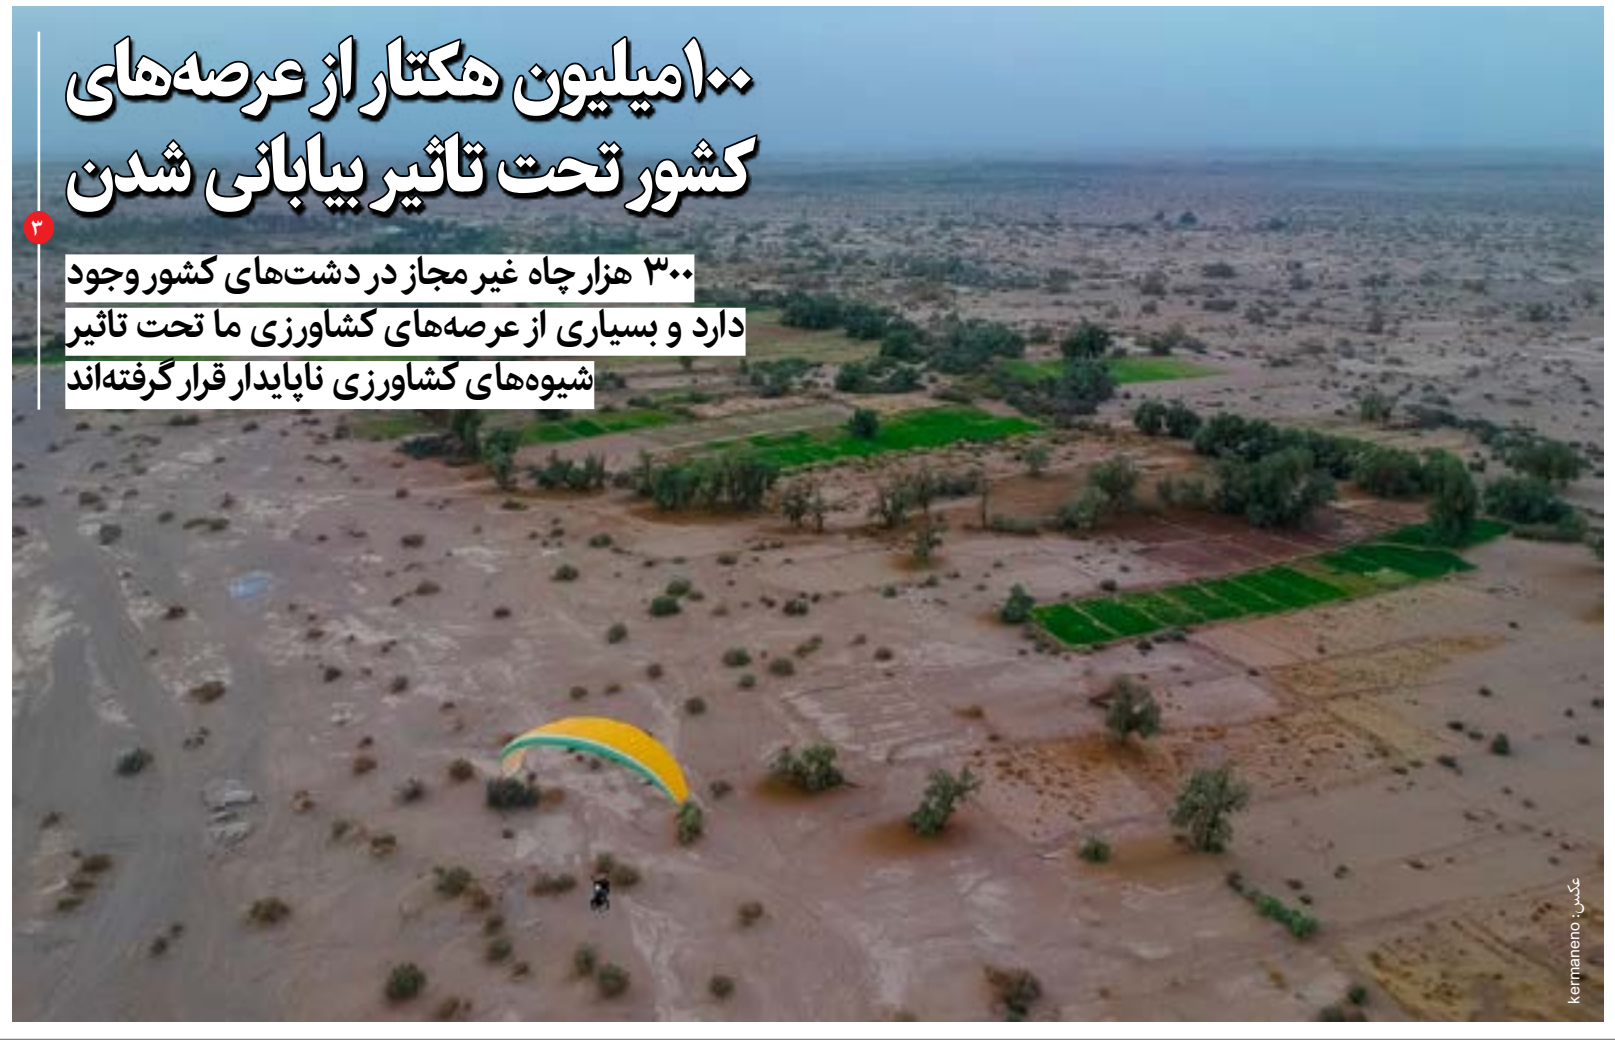 ۱۰۰میلیون هکتار از عرصه‌های
کشور تحت تاثیر بیابانی شدن
۳
۳۰۰ هزار چاه غیر مجاز در دشت‌های کشور وجود
دارد و بسیاری از عرصه‌های کشاورزی ما تحت تاثیر
شیوه‌های کشاورزی ناپایدار قرار گرفته‌اند
عکس: kermaneno